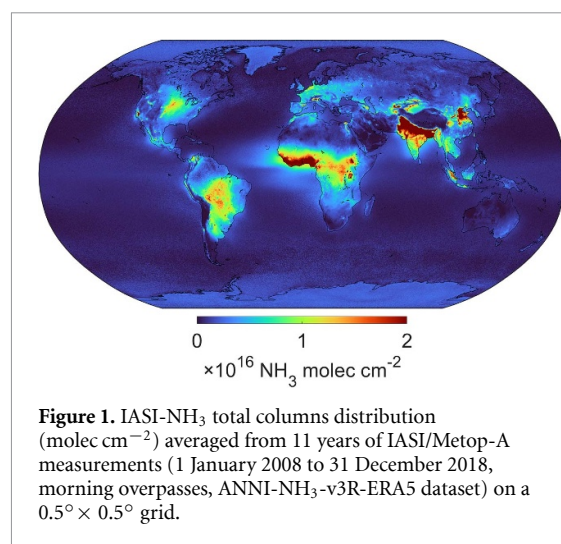 0 1 2
×10¹⁶ NH₃ molec cm⁻²
Figure 1. IASI-NH₃ total columns distribution
(molec cm⁻²) averaged from 11 years of IASI/Metop-A
measurements (1 January 2008 to 31 December 2018,
morning overpasses, ANNI-NH₃-v3R-ERA5 dataset) on a
0.5° × 0.5° grid.